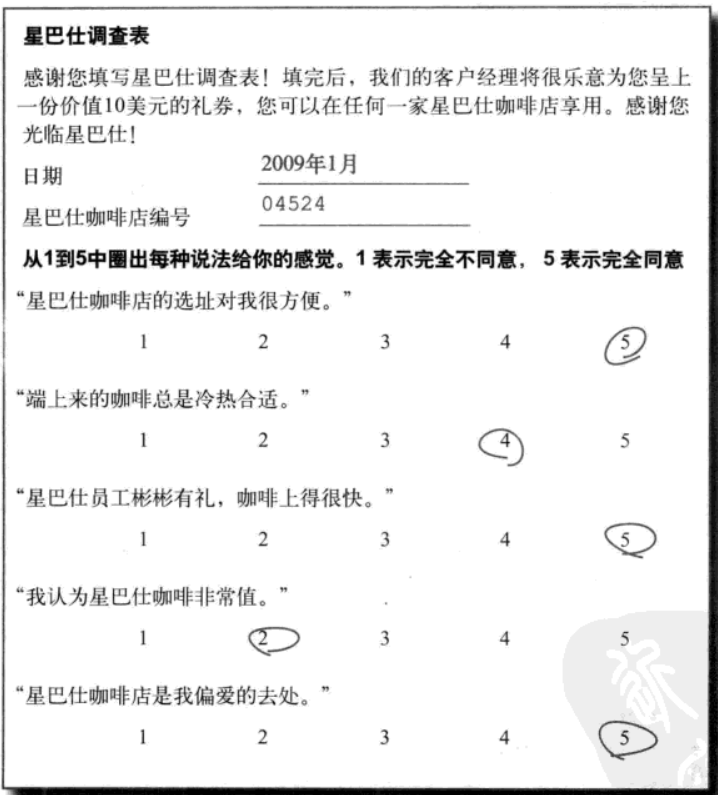 星巴仕调查表
感谢您填写星巴仕调查表！填完后，我们的客户经理将很乐意为您呈上
一份价值10美元的礼券，您可以在任何一家星巴仕咖啡店享用。感谢您
光临星巴仕！
日期 2009年1月
星巴仕咖啡店编号 04524
从1到5中圈出每种说法给你的感觉。1 表示完全不同意， 5 表示完全同意
“星巴仕咖啡店的选址对我很方便。”
1 2 3 4 5
“端上来的咖啡总是冷热合适。”
1 2 3 4 5
“星巴仕员工彬彬有礼，咖啡上得很快。”
1 2 3 4 5
“我认为星巴仕咖啡非常值。”
1 2 3 4 5
“星巴仕咖啡店是我偏爱的去处。”
1 2 3 4 5